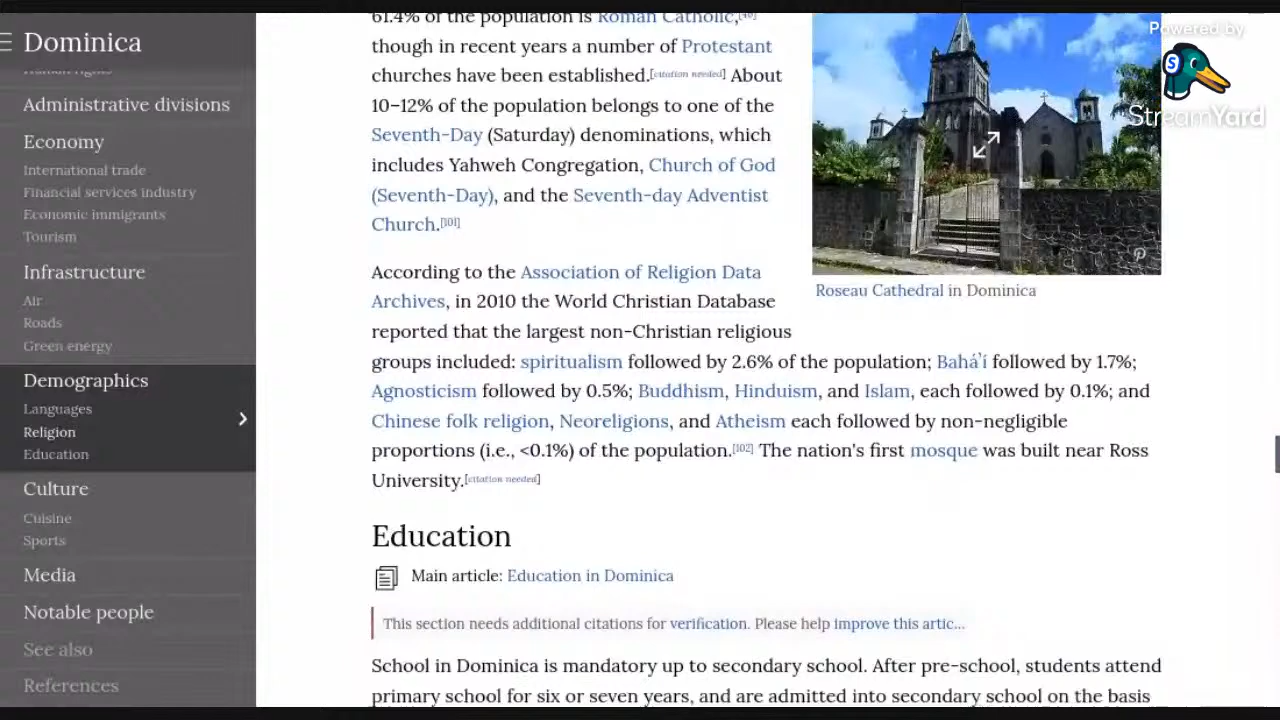 Dominica
Human rights
Administrative divisions
Economy
International trade
Financial services industry
Economic immigrants
Tourism
Infrastructure
Air
Roads
Green energy
Demographics
Languages
Religion
Education
Culture
Cuisine
Sports
Media
Notable people
See also
References
61.4% of the population is Roman Catholic,
though in recent years a number of Protestant
churches have been established.[citation needed] About
10–12% of the population belongs to one of the
Seventh-Day (Saturday) denominations, which
includes Yahweh Congregation, Church of God
(Seventh-Day), and the Seventh-day Adventist
Church.[101]
According to the Association of Religion Data
Archives, in 2010 the World Christian Database
reported that the largest non-Christian religious
groups included: spiritualism followed by 2.6% of the population; Bahá'í followed by 1.7%;
Agnosticism followed by 0.5%; Buddhism, Hinduism, and Islam, each followed by 0.1%; and
Chinese folk religion, Neoreligions, and Atheism each followed by non-negligible
proportions (i.e., <0.1%) of the population.[102] The nation's first mosque was built near Ross
University.[citation needed]
Roseau Cathedral in Dominica
Education
Main article: Education in Dominica
This section needs additional citations for verification. Please help improve this artic...
School in Dominica is mandatory up to secondary school. After pre-school, students attend
primary school for six or seven years, and are admitted into secondary school on the basis
Powered by
StreamYard